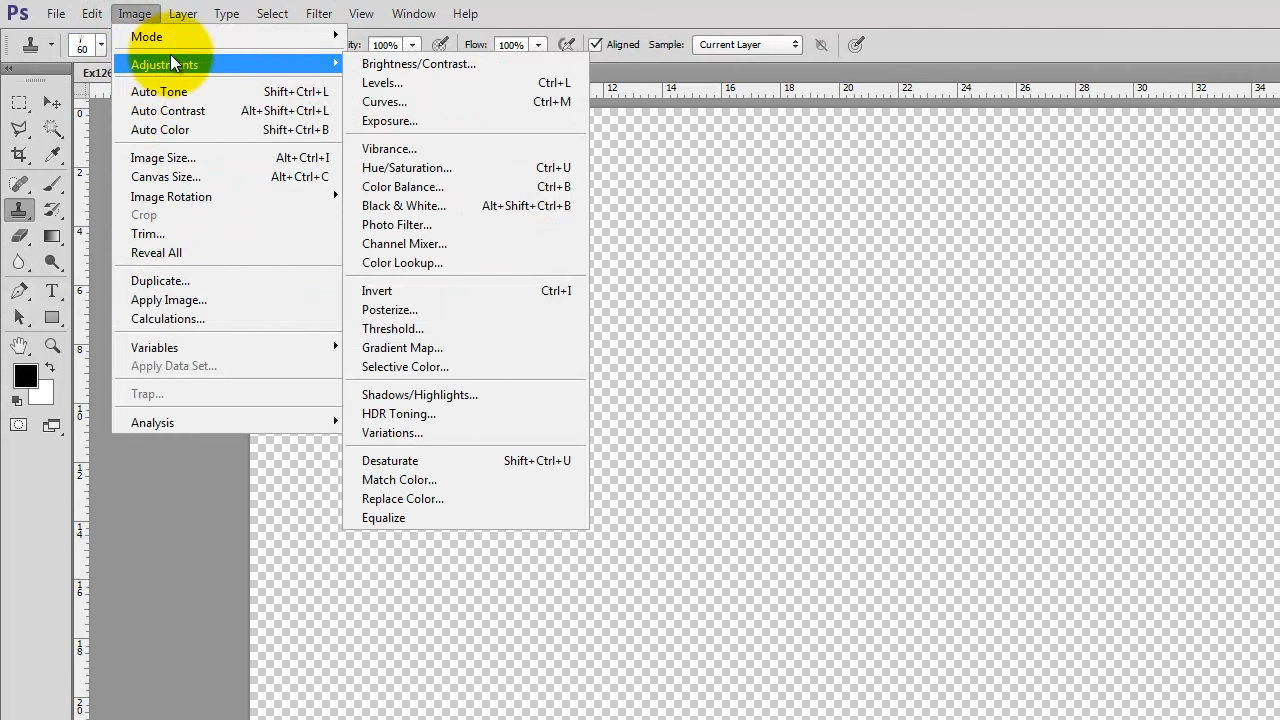 Ps File Edit Image Layer Type Select Filter View Window Help
60 100% Flow: 100% Aligned Sample: Current Layer
Mode
Adjustments
Auto Tone Shift+Ctrl+L
Auto Contrast Alt+Shift+Ctrl+L
Auto Color Shift+Ctrl+B
Image Size... Alt+Ctrl+I
Canvas Size... Alt+Ctrl+C
Image Rotation
Crop
Trim...
Reveal All
Duplicate...
Apply Image...
Calculations...
Variables
Apply Data Set...
Trap...
Analysis
Brightness/Contrast...
Levels... Ctrl+L
Curves... Ctrl+M
Exposure...
Vibrance...
Hue/Saturation... Ctrl+U
Color Balance... Ctrl+B
Black & White... Alt+Shift+Ctrl+B
Photo Filter...
Channel Mixer...
Color Lookup...
Invert Ctrl+I
Posterize...
Threshold...
Gradient Map...
Selective Color...
Shadows/Highlights...
HDR Toning...
Variations...
Desaturate Shift+Ctrl+U
Match Color...
Replace Color...
Equalize
12 14 16 18 20 22 24 26 28 30 32 34
0
2
4
6
8
10
12
14
16
18
20